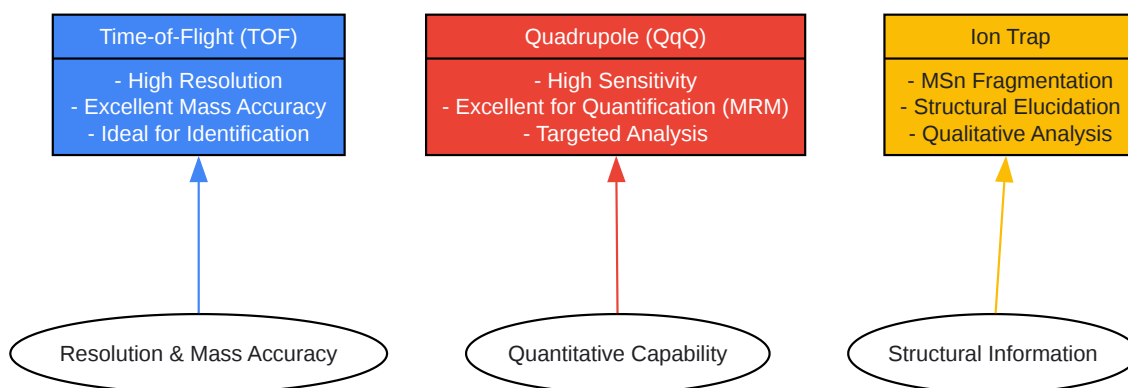 Time-of-Flight (TOF)
- High Resolution
- Excellent Mass Accuracy
- Ideal for Identification
Quadrupole (QqQ)
- High Sensitivity
- Excellent for Quantification (MRM)
- Targeted Analysis
Ion Trap
- MSn Fragmentation
- Structural Elucidation
- Qualitative Analysis
Resolution & Mass Accuracy
Quantitative Capability
Structural Information